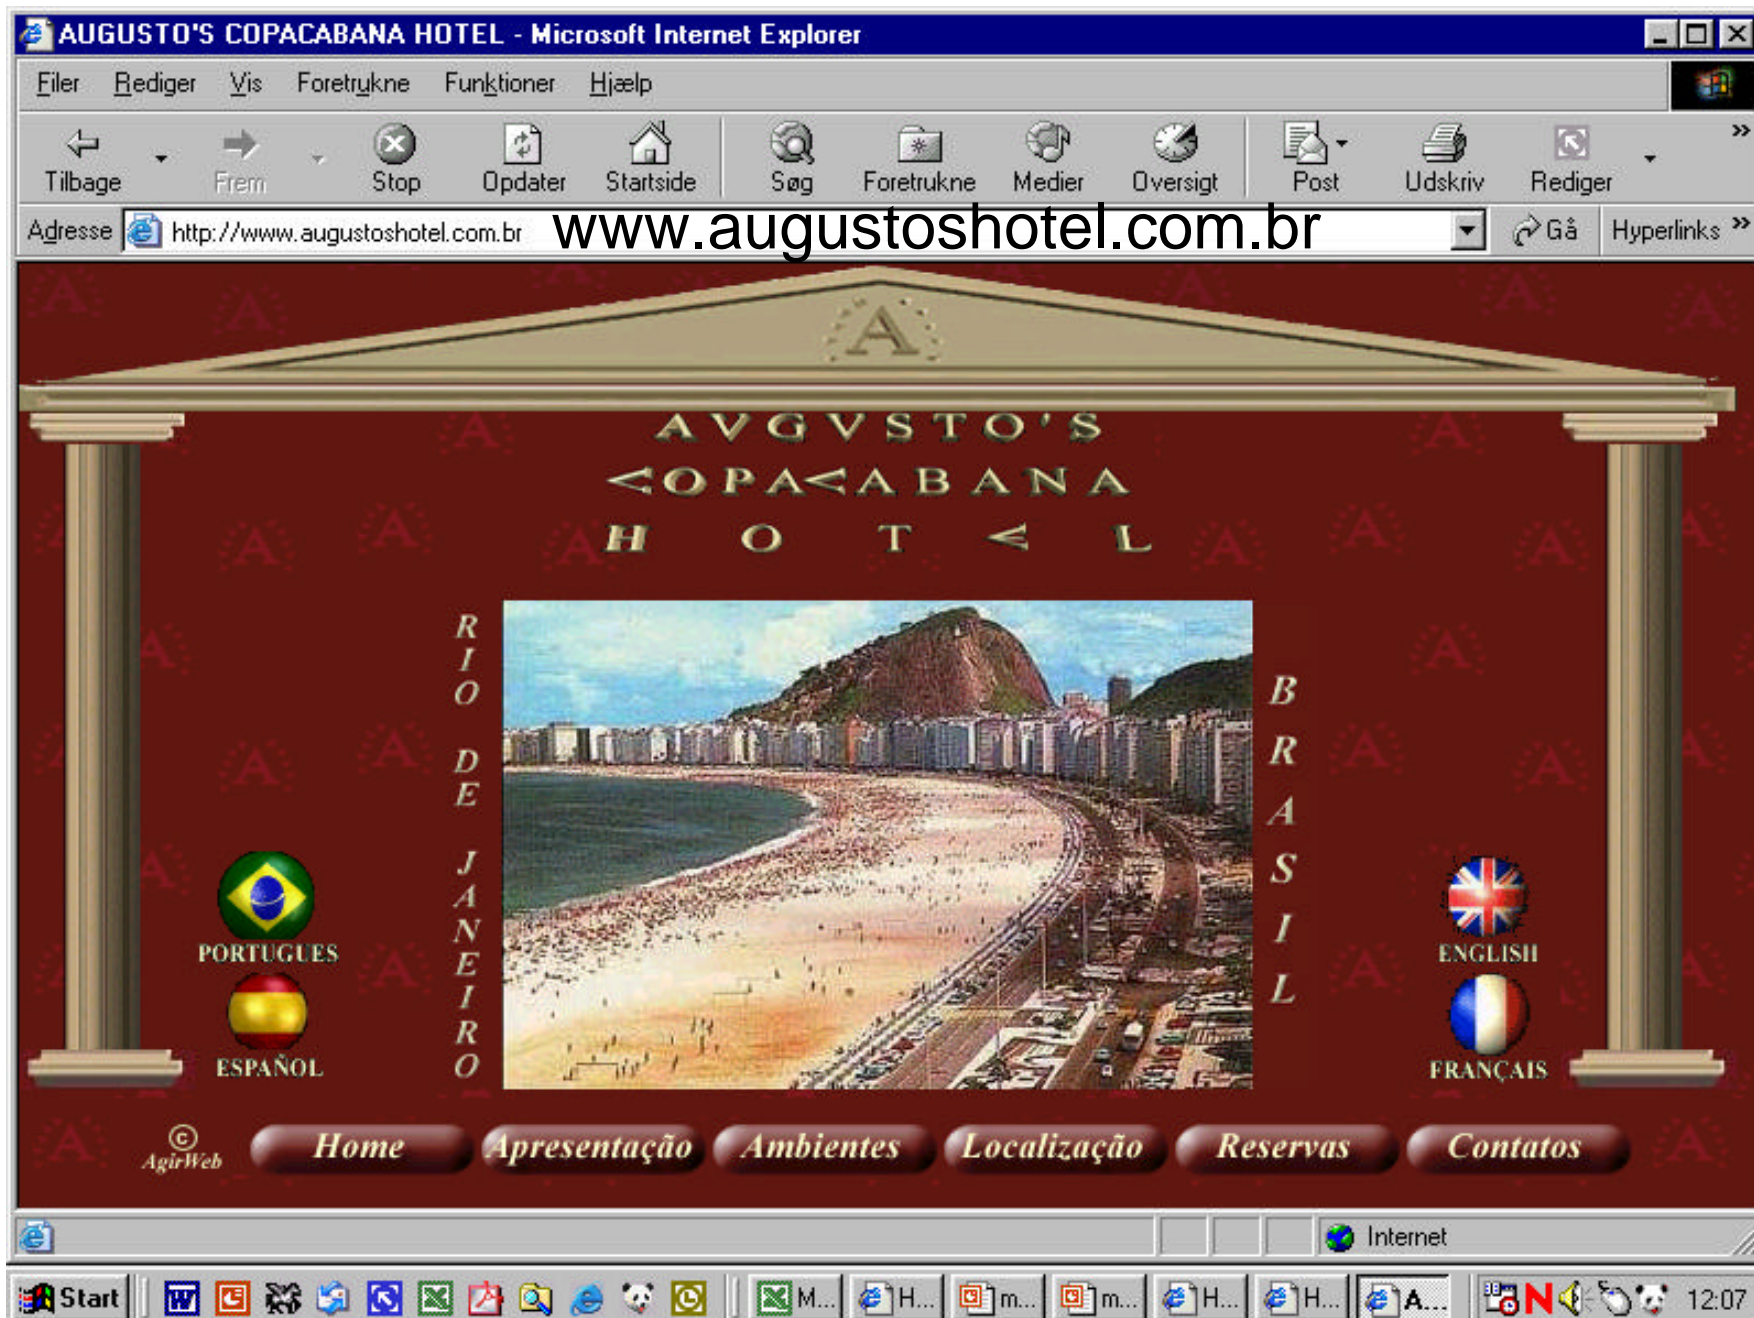 AUGUSTO'S COPACABANA HOTEL - Microsoft Internet Explorer
Filer Rediger Vis Foretrukne Funktioner Hjælp
Tilbage Frem Stop Opdater Startside Søg Foretrukne Medier Oversigt Post Udskriv Rediger »
Adresse http://www.augustoshotel.com.br www.augustoshotel.com.br Gå Hyperlinks »
A
AVGVSTO'S
COPACABANA
HOTEL
RIO DE JANEIRO
BRASIL
PORTUGUES
ESPAÑOL
ENGLISH
FRANÇAIS
© AgirWeb
Home Apresentação Ambientes Localização Reservas Contatos
Internet
Start M... H... m... m... H... H... A... 12:07